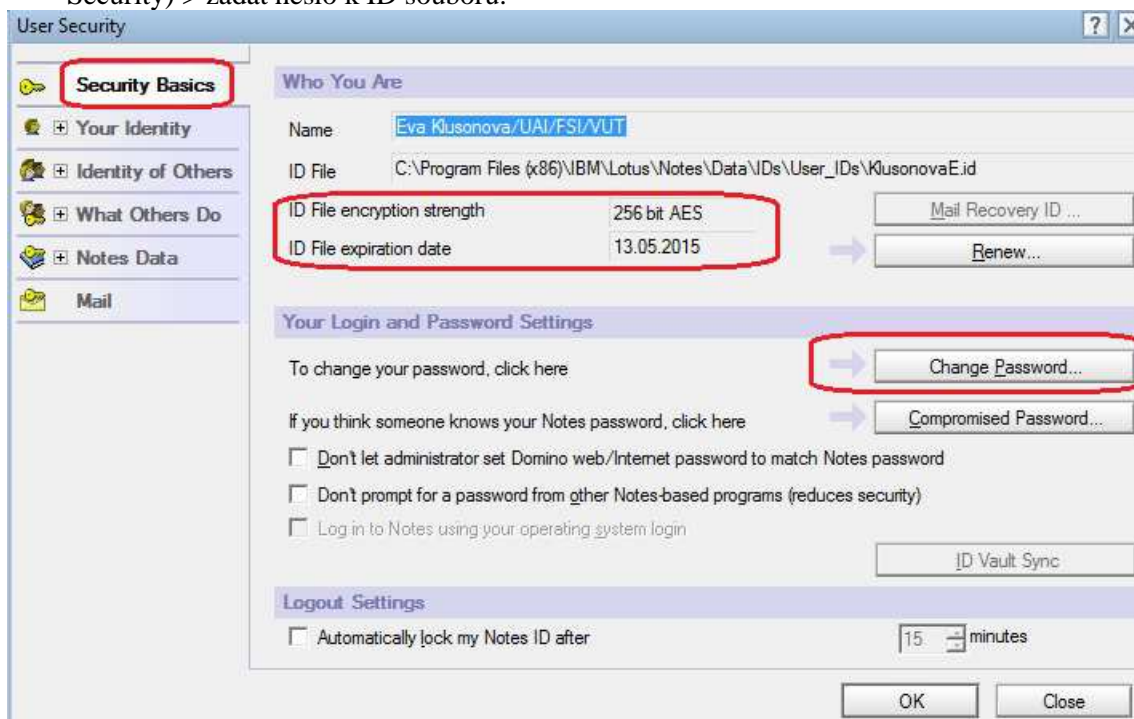 Security) > zadat heslo k ID souboru.
User Security
Security Basics
Your Identity
Identity of Others
What Others Do
Notes Data
Mail
Who You Are
Name Eva Klusonova/UAI/FSI/VUT
ID File C:\Program Files (x86)\IBM\Lotus\Notes\Data\IDs\User_IDs\KlusonovaE.id
ID File encryption strength 256 bit AES Mail Recovery ID ...
ID File expiration date 13.05.2015 Renew...
Your Login and Password Settings
To change your password, click here Change Password...
If you think someone knows your Notes password, click here Compromised Password...
Don't let administrator set Domino web/Internet password to match Notes password
Don't prompt for a password from other Notes-based programs (reduces security)
Log in to Notes using your operating system login
ID Vault Sync
Logout Settings
Automatically lock my Notes ID after 15 minutes
OK Close